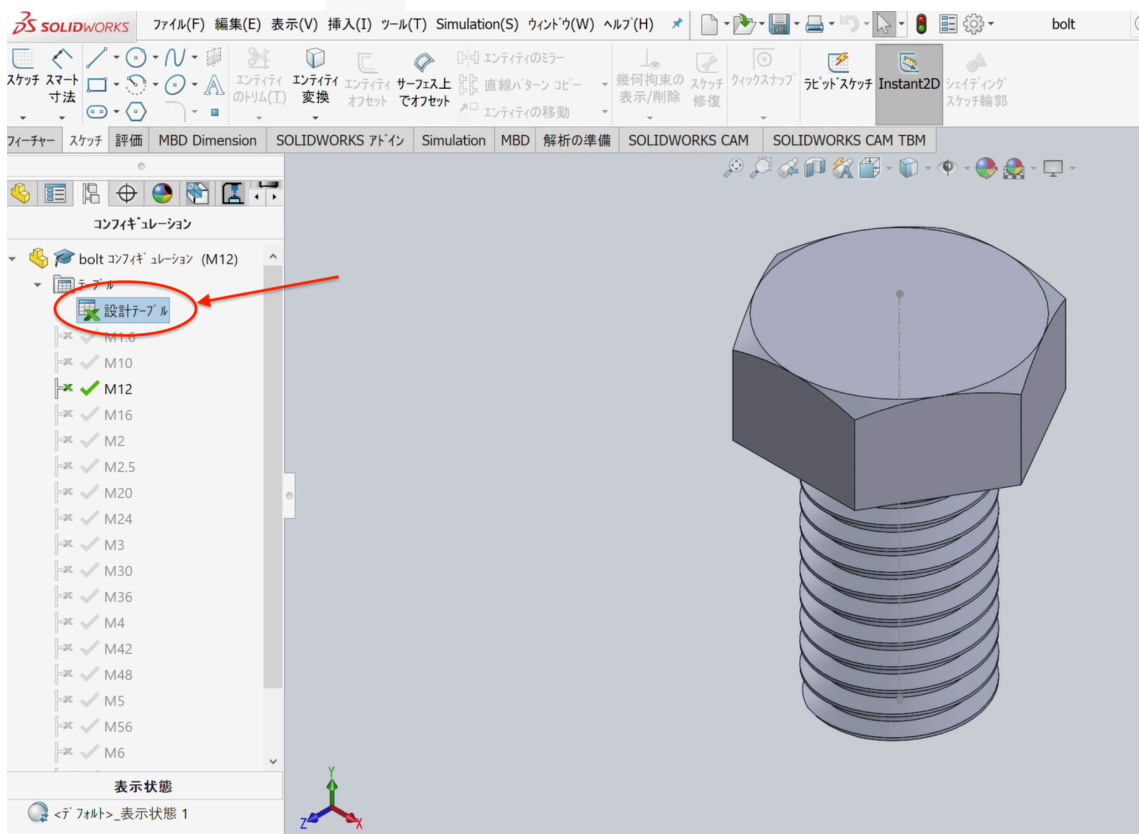 SOLIDWORKS ファイル(F) 編集(E) 表示(V) 挿入(I) ツール(T) Simulation(S) ウィンドウ(W) ヘルプ(H) bolt
スケッチ スマート寸法 エンティティのトリム(T) エンティティ変換 エンティティオフセット サーフェス上でオフセット
エンティティのミラー
直線パターン コピー
エンティティの移動
幾何拘束の表示/削除 スケッチ修復 クイックスナップ ラピッドスケッチ Instant2D シェイディングスケッチ輪郭
フィーチャー スケッチ 評価 MBD Dimension SOLIDWORKS アドイン Simulation MBD 解析の準備 SOLIDWORKS CAM SOLIDWORKS CAM TBM
コンフィギュレーション
bolt コンフィギュレーション (M12)
テーブル
設計テーブル
M1.6
M10
M12
M16
M2
M2.5
M20
M24
M3
M30
M36
M4
M42
M48
M5
M56
M6
表示状態
<デフォルト>_表示状態 1
Y
Z X